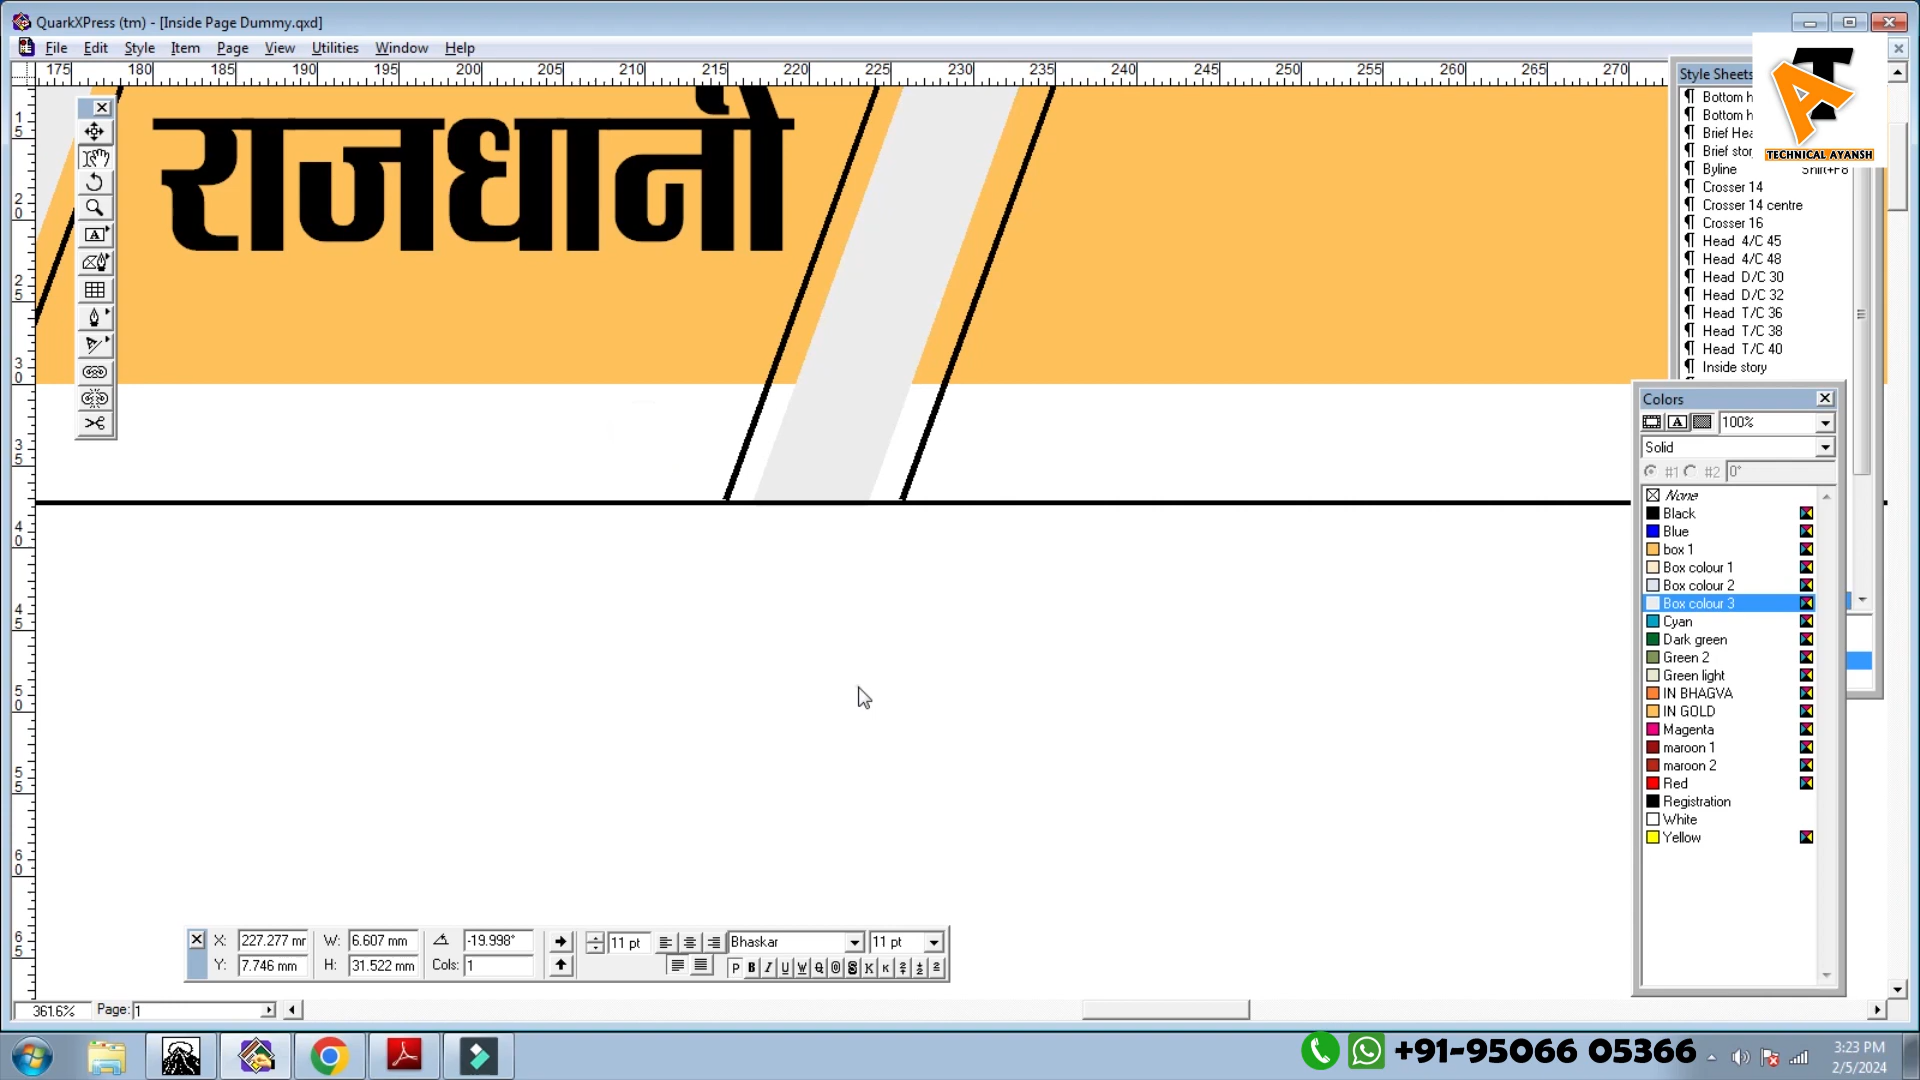 QuarkXPress (tm) - [Inside Page Dummy.qxd]
File Edit Style Item Page View Utilities Window Help
175 180 185 190 195 200 205 210 215 220 225 230 235 240 245 250 255 260 265 270
राजधानी
Style Sheets
Bottom h
Bottom h
Brief Hea
Brief stor
Byline
Crosser 14
Crosser 14 centre
Crosser 16
Head 4/C 45
Head 4/C 48
Head D/C 30
Head D/C 32
Head T/C 36
Head T/C 38
Head T/C 40
Inside story
TECHNICAL AYANSH
Colors
100%
Solid
#1 #2 0°
None
Black
Blue
box 1
Box colour 1
Box colour 2
Box colour 3
Cyan
Dark green
Green 2
Green light
IN BHAGVA
IN GOLD
Magenta
maroon 1
maroon 2
Red
Registration
White
Yellow
X: 227.277 mr W: 6.607 mm -19.998° 11 pt Bhaskar 11 pt
Y: 7.746 mm H: 31.522 mm Cols: 1 P B I U W
361.6% Page: 1
+91-95066 05366
3:23 PM
2/5/2024